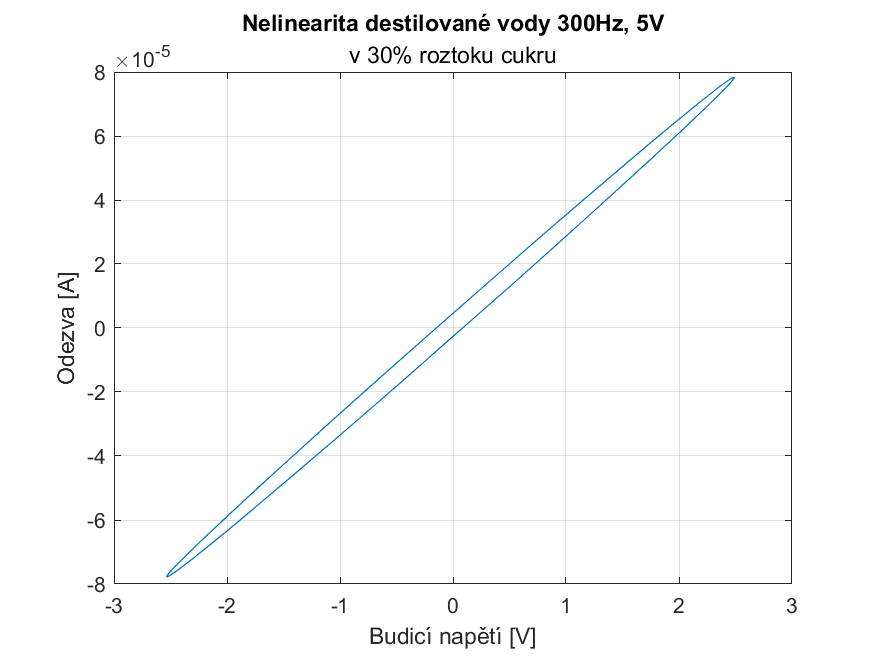 Nelinearita destilované vody 300Hz, 5V
v 30% roztoku cukru
×10-5
8
6
4
2
0
-2
-4
-6
-8
Odezva [A]
-3 -2 -1 0 1 2 3
Budicí napětí [V]